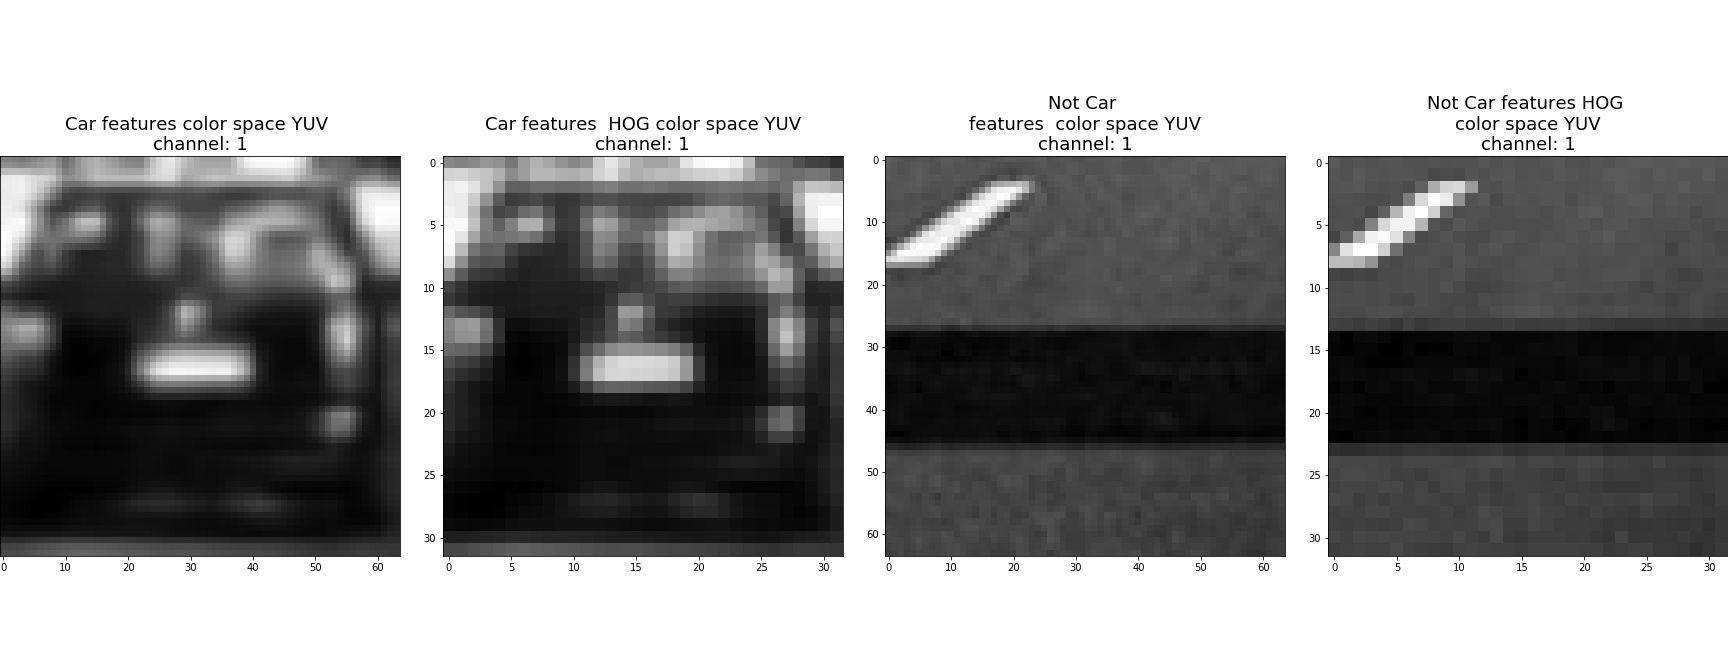 Car features color space YUV
channel: 1
0 10 20 30 40 50 60
Car features  HOG color space YUV
channel: 1
0
5
10
15
20
25
30
0 5 10 15 20 25 30
Not Car
features  color space YUV
channel: 1
0
10
20
30
40
50
60
0 10 20 30 40 50 60
Not Car features HOG
color space YUV
channel: 1
0
5
10
15
20
25
30
0 5 10 15 20 25 30